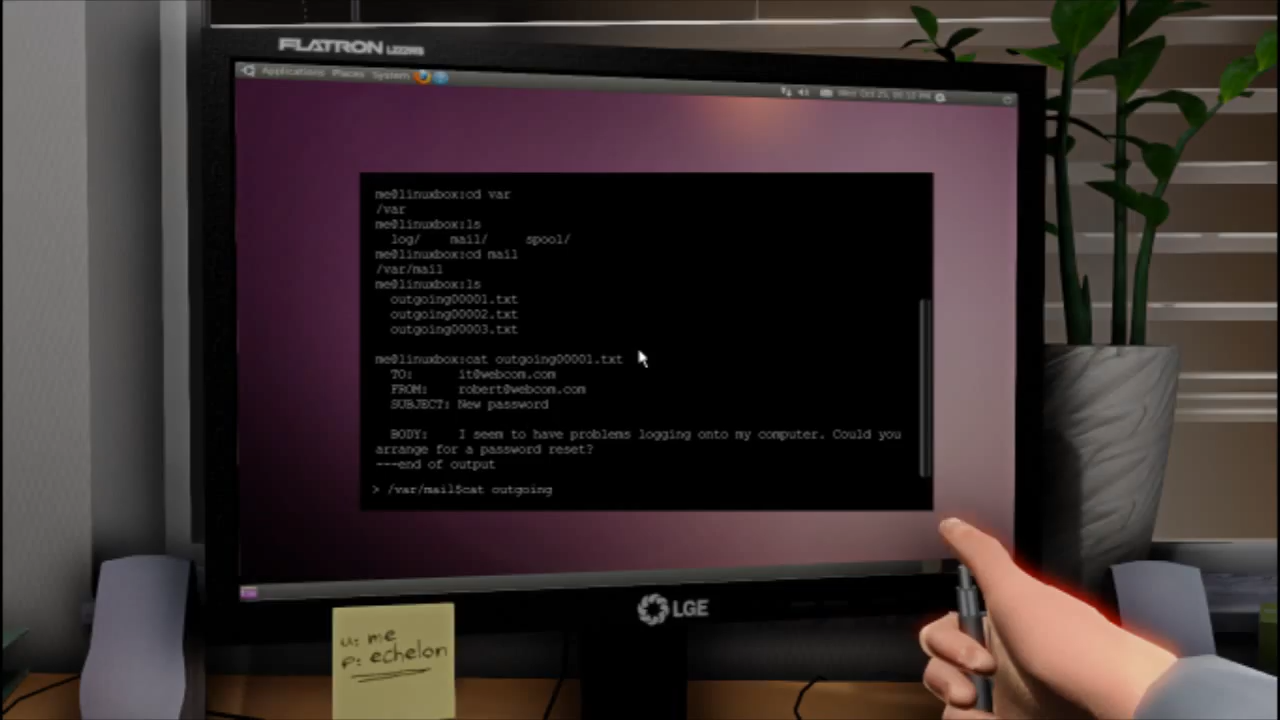 FLATRON
Applications Places System
me@linuxbox:cd var
/var
me@linuxbox:ls
log/ mail/ spool/
me@linuxbox:cd mail
/var/mail
me@linuxbox:ls
outgoing00001.txt
outgoing00002.txt
outgoing00003.txt
me@linuxbox:cat outgoing00001.txt
TO: it@webcom.com
FROM: robert@webcom.com
SUBJECT: New password
BODY: I seem to have problems logging onto my computer. Could you
arrange for a password reset?
---end of output
> /var/mail$cat outgoing
LGE
u: me
p: echelon